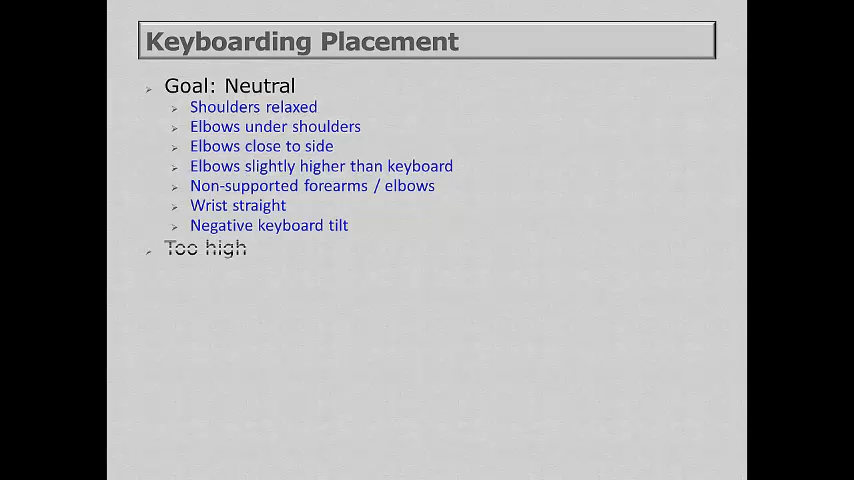 Keyboarding Placement
Goal: Neutral
Shoulders relaxed
Elbows under shoulders
Elbows close to side
Elbows slightly higher than keyboard
Non-supported forearms / elbows
Wrist straight
Negative keyboard tilt
Too high